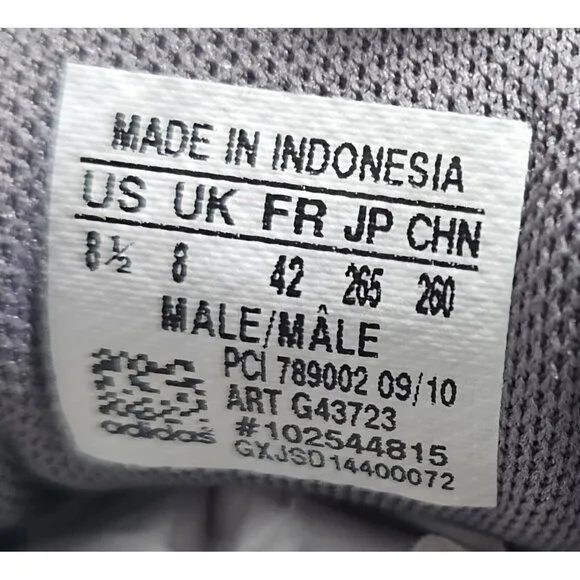 MADE IN INDONESIA
US UK FR JP CHN
8½ 8 42 265 260
MALE/MÂLE
PCI 789002 09/10
ART G43723
adidas #102544815
GXJSD14400072